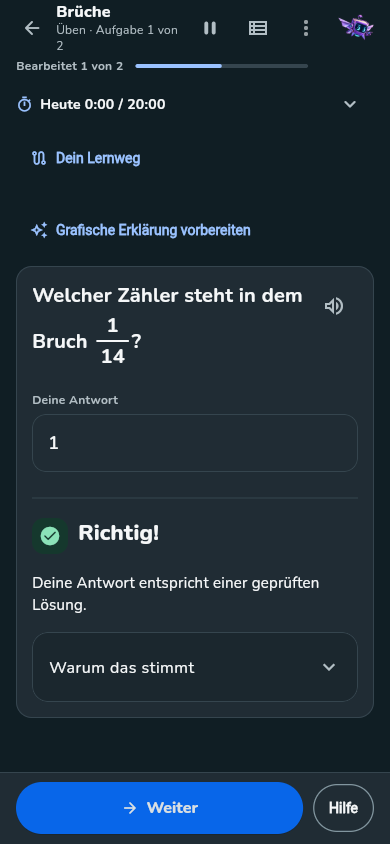 Brüche
Üben · Aufgabe 1 von
2
Bearbeitet 1 von 2
Heute 0:00 / 20:00
Dein Lernweg
Grafische Erklärung vorbereiten
Welcher Zähler steht in dem
Bruch 1/14?
Deine Antwort
1
Richtig!
Deine Antwort entspricht einer geprüften
Lösung.
Warum das stimmt
Weiter
Hilfe